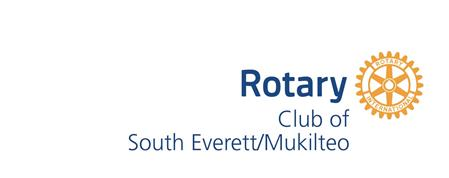 Rotary
Club of
South Everett/Mukilteo
ROTARY
INTERNATIONAL